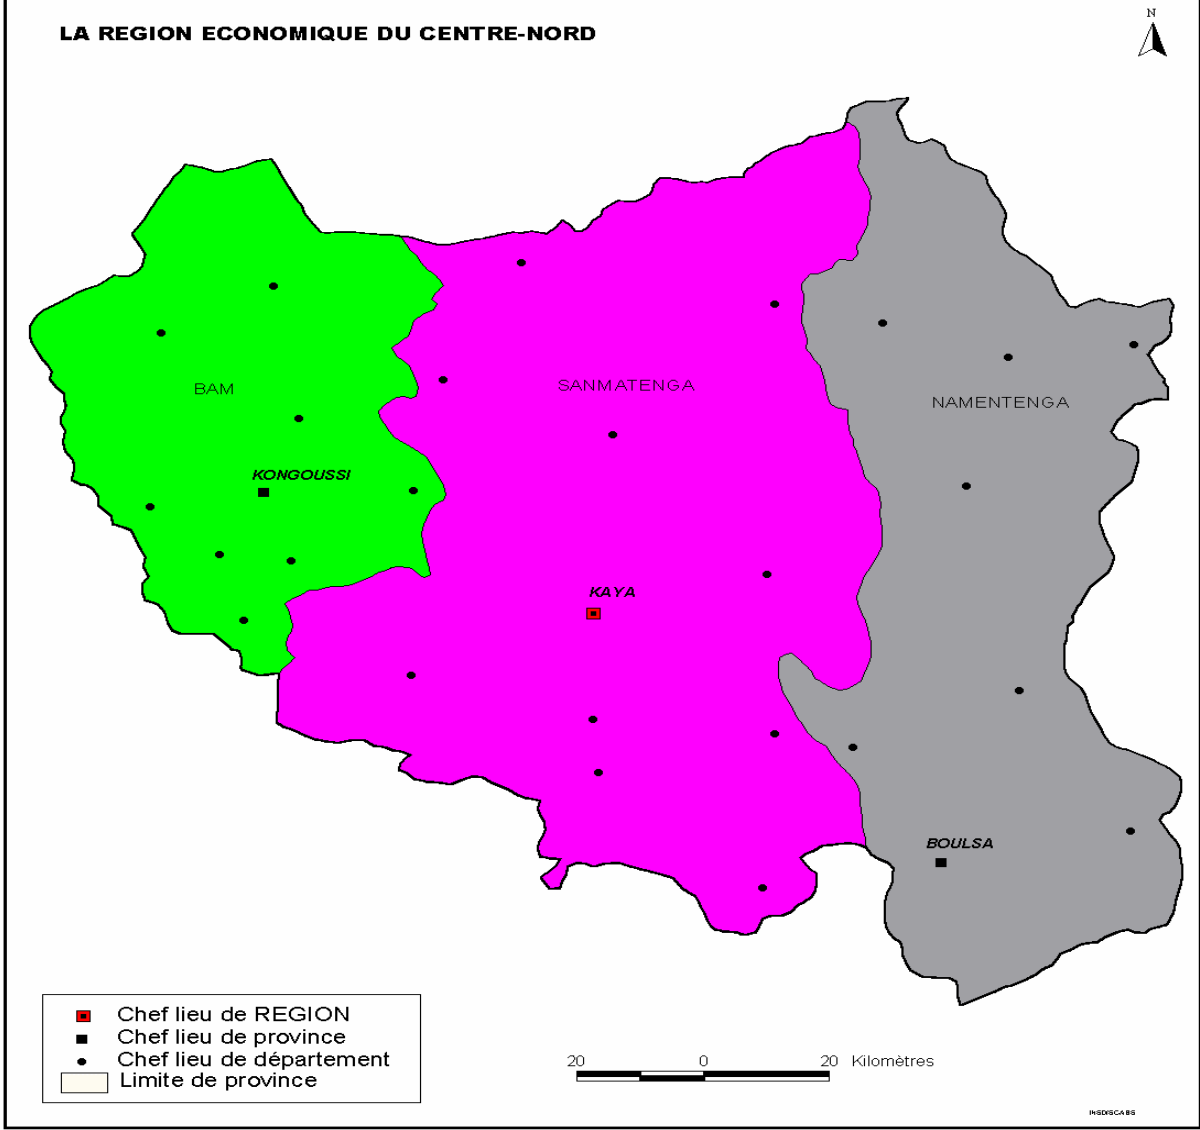 LA REGION ECONOMIQUE DU CENTRE-NORD
N
BAM
SANMATENGA
NAMENTENGA
KONGOUSSI
KAYA
BOULSA
Chef lieu de REGION
Chef lieu de province
Chef lieu de département
Limite de province
20 0 20 Kilomètres